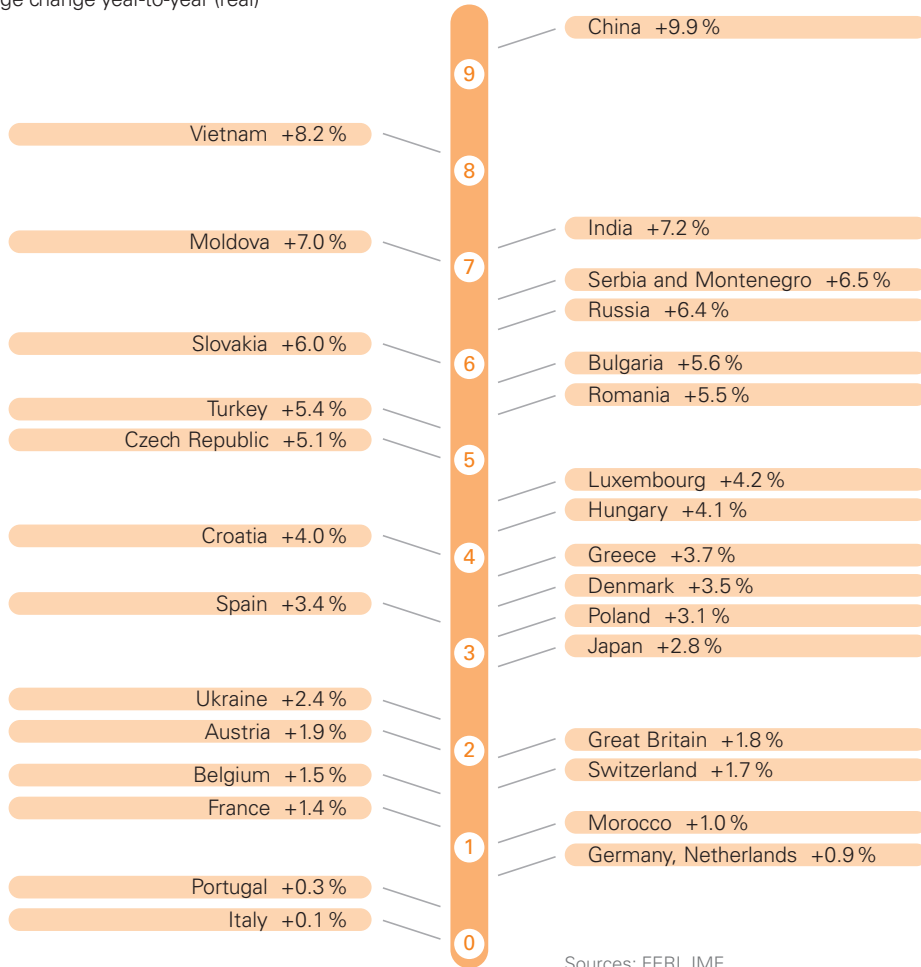 change year-to-year (real)
China +9.9 %
9
Vietnam +8.2 %
8
India +7.2 %
Moldova +7.0 %
7
Serbia and Montenegro +6.5 %
Russia +6.4 %
Slovakia +6.0 %
6
Bulgaria +5.6 %
Romania +5.5 %
Turkey +5.4 %
Czech Republic +5.1 %
5
Luxembourg +4.2 %
Hungary +4.1 %
Croatia +4.0 %
4
Greece +3.7 %
Denmark +3.5 %
Spain +3.4 %
Poland +3.1 %
Japan +2.8 %
3
Ukraine +2.4 %
Austria +1.9 %
2
Great Britain +1.8 %
Switzerland +1.7 %
Belgium +1.5 %
France +1.4 %
Morocco +1.0 %
1
Germany, Netherlands +0.9 %
Portugal +0.3 %
Italy +0.1 %
0
Sources: FERI, IMF